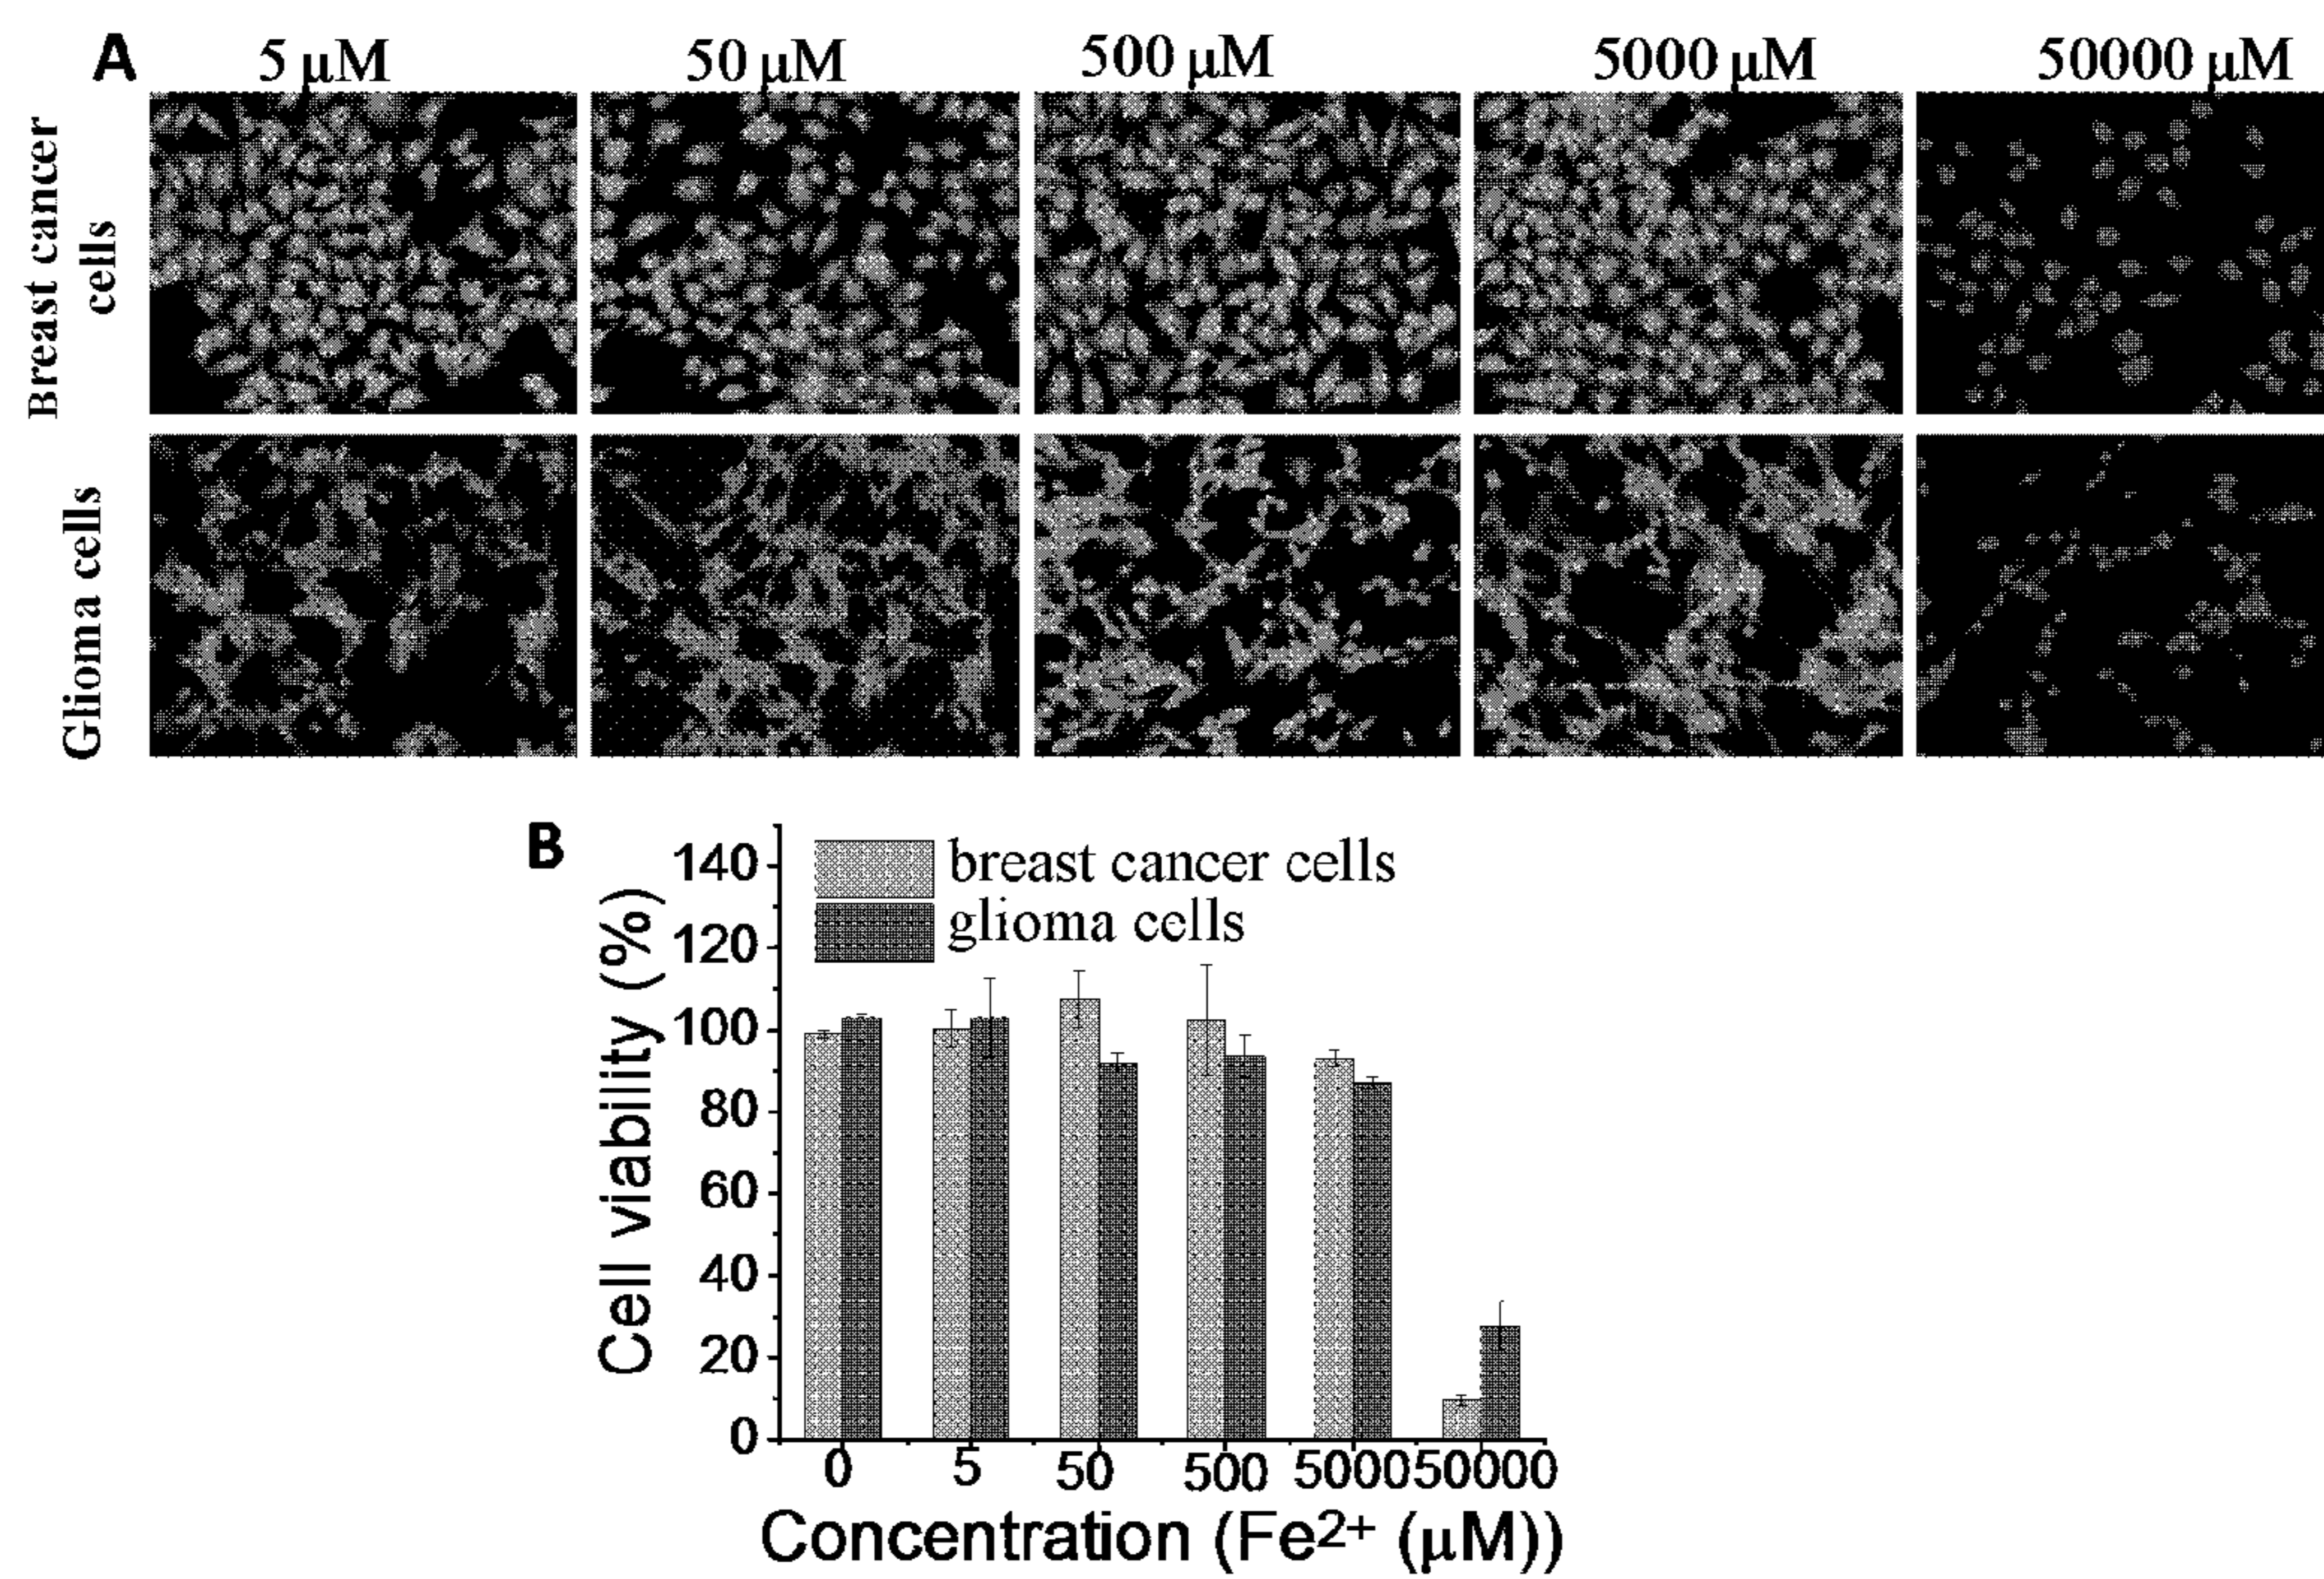 A
5 μM
50 μM
500 μM
5000 μM
50000 μM
Breast cancer
cells
Glioma cells
B
breast cancer cells
glioma cells
Cell viability (%)
140
120
100
80
60
40
20
0
0
5
50
500
5000
50000
Concentration (Fe2+ (μM))